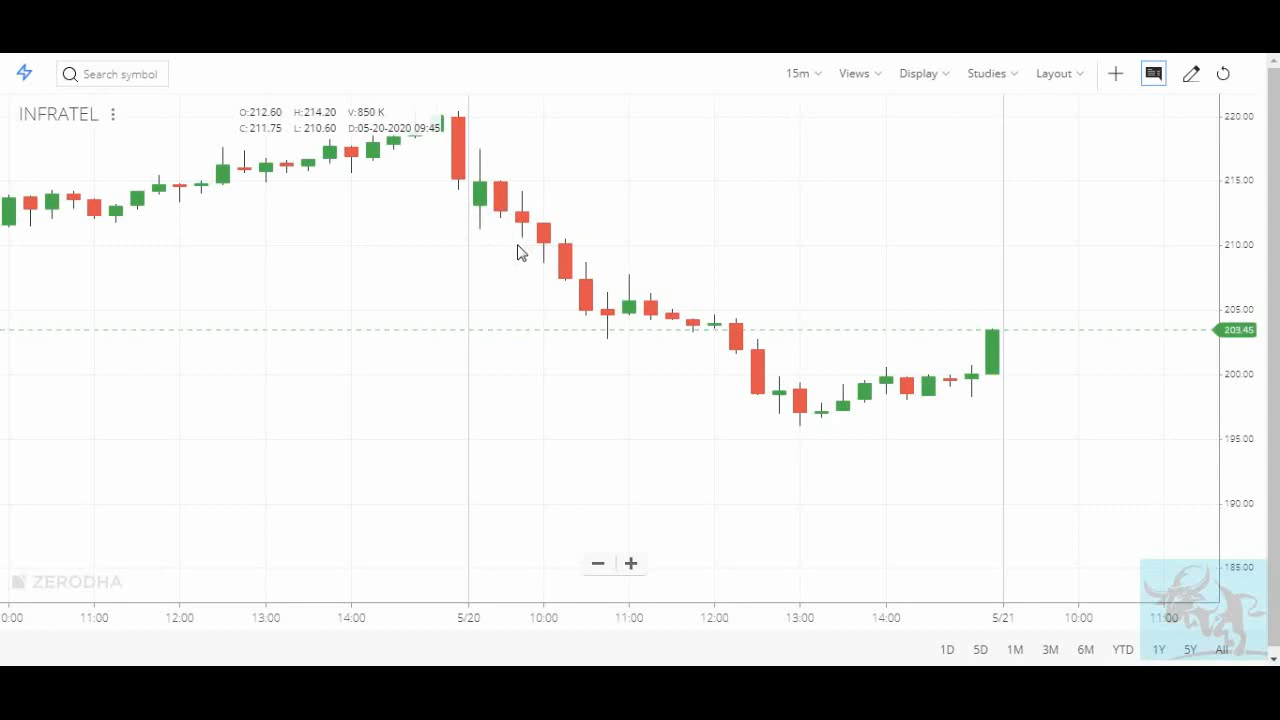 Search symbol 15m Views Display Studies Layout
INFRATEL O:212.60 H:214.20 V:850 K
C:211.75 L:210.60 D:05-20-2020 09:45
220.00
215.00
210.00
205.00
203.45
200.00
195.00
190.00
185.00
ZERODHA
0:00 11:00 12:00 13:00 14:00 5/20 10:00 11:00 12:00 13:00 14:00 5/21 10:00 11:00
1D 5D 1M 3M 6M YTD 1Y 5Y All